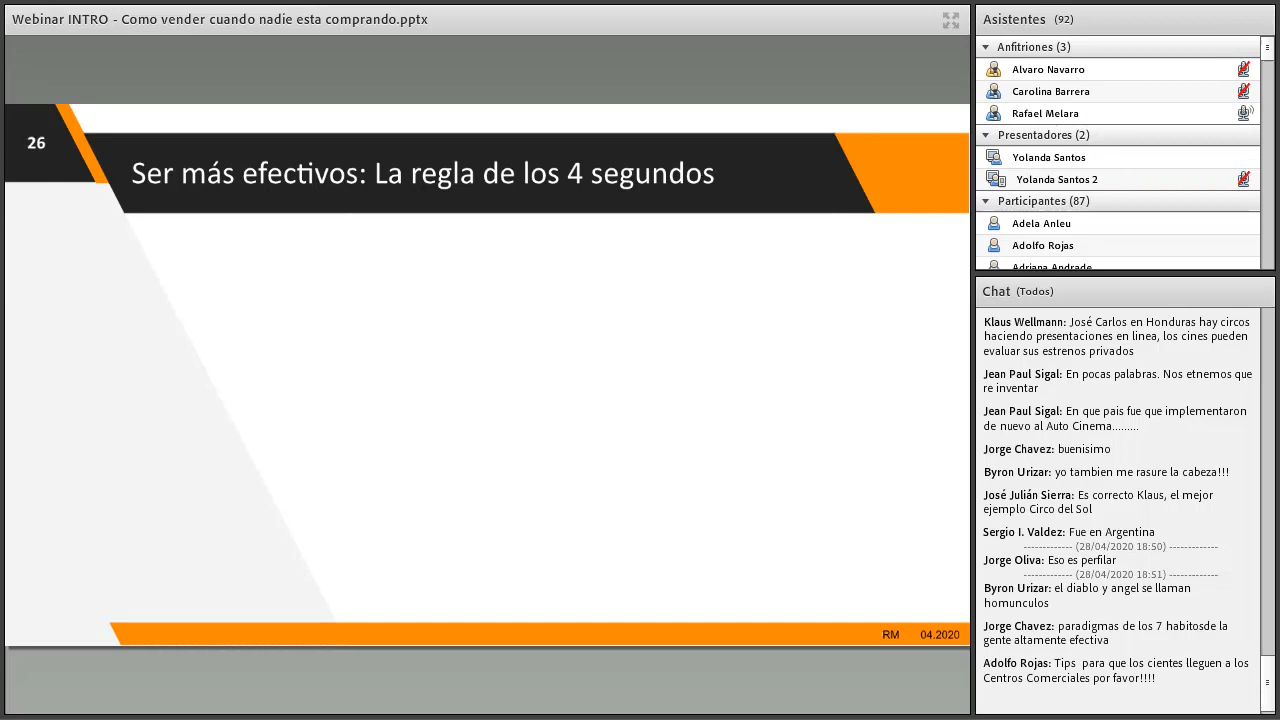 Webinar INTRO - Como vender cuando nadie esta comprando.pptx
26
Ser más efectivos: La regla de los 4 segundos
RM 04.2020
Asistentes (92)
Anfitriones (3)
Alvaro Navarro
Carolina Barrera
Rafael Melara
Presentadores (2)
Yolanda Santos
Yolanda Santos 2
Participantes (87)
Adela Anleu
Adolfo Rojas
Adriana Andrade
Chat (Todos)
Klaus Wellmann: José Carlos en Honduras hay circos
haciendo presentaciones en linea, los cines pueden
evaluar sus estrenos privados
Jean Paul Sigal: En pocas palabras. Nos etnemos que
re inventar
Jean Paul Sigal: En que pais fue que implementaron
de nuevo al Auto Cinema.........
Jorge Chavez: buenisimo
Byron Urizar: yo tambien me rasure la cabeza!!!
José Julián Sierra: Es correcto Klaus, el mejor
ejemplo Circo del Sol
Sergio I. Valdez: Fue en Argentina
------------- (28/04/2020 18:50) -------------
Jorge Oliva: Eso es perfilar
------------- (28/04/2020 18:51) -------------
Byron Urizar: el diablo y angel se llaman
homunculos
Jorge Chavez: paradigmas de los 7 habitosde la
gente altamente efectiva
Adolfo Rojas: Tips  para que los cientes lleguen a los
Centros Comerciales por favor!!!!